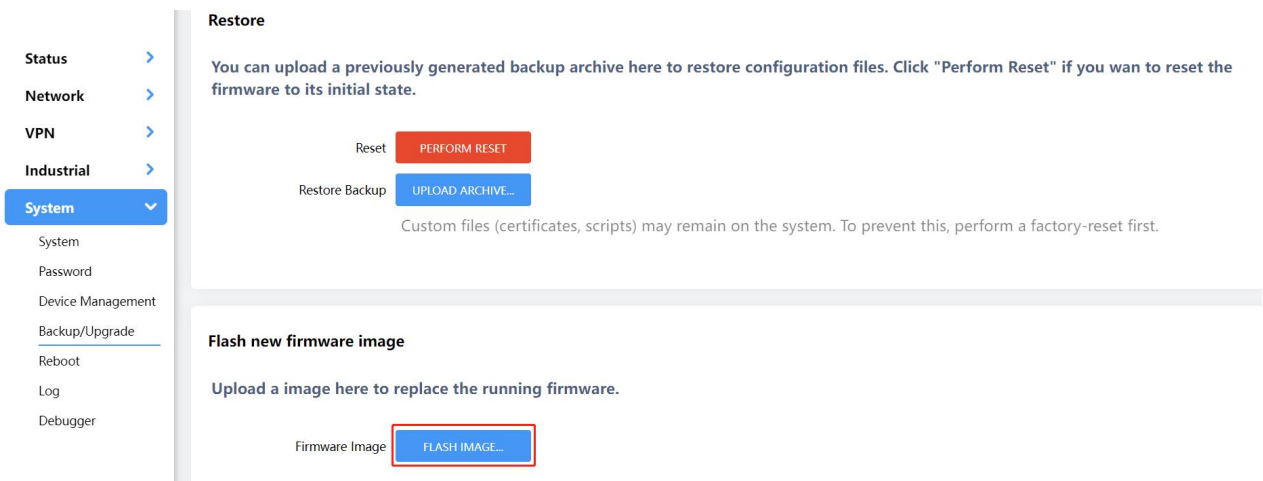 Status
Network
VPN
Industrial
System
System
Password
Device Management
Backup/Upgrade
Reboot
Log
Debugger
Restore
You can upload a previously generated backup archive here to restore configuration files. Click "Perform Reset" if you wan to reset the
firmware to its initial state.
Reset PERFORM RESET
Restore Backup UPLOAD ARCHIVE...
Custom files (certificates, scripts) may remain on the system. To prevent this, perform a factory-reset first.
Flash new firmware image
Upload a image here to replace the running firmware.
Firmware Image FLASH IMAGE...